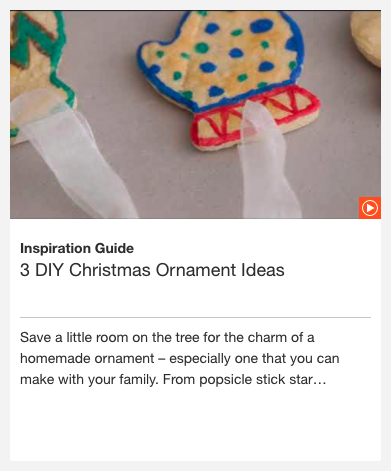 Inspiration Guide
3 DIY Christmas Ornament Ideas
Save a little room on the tree for the charm of a
homemade ornament – especially one that you can
make with your family. From popsicle stick star…